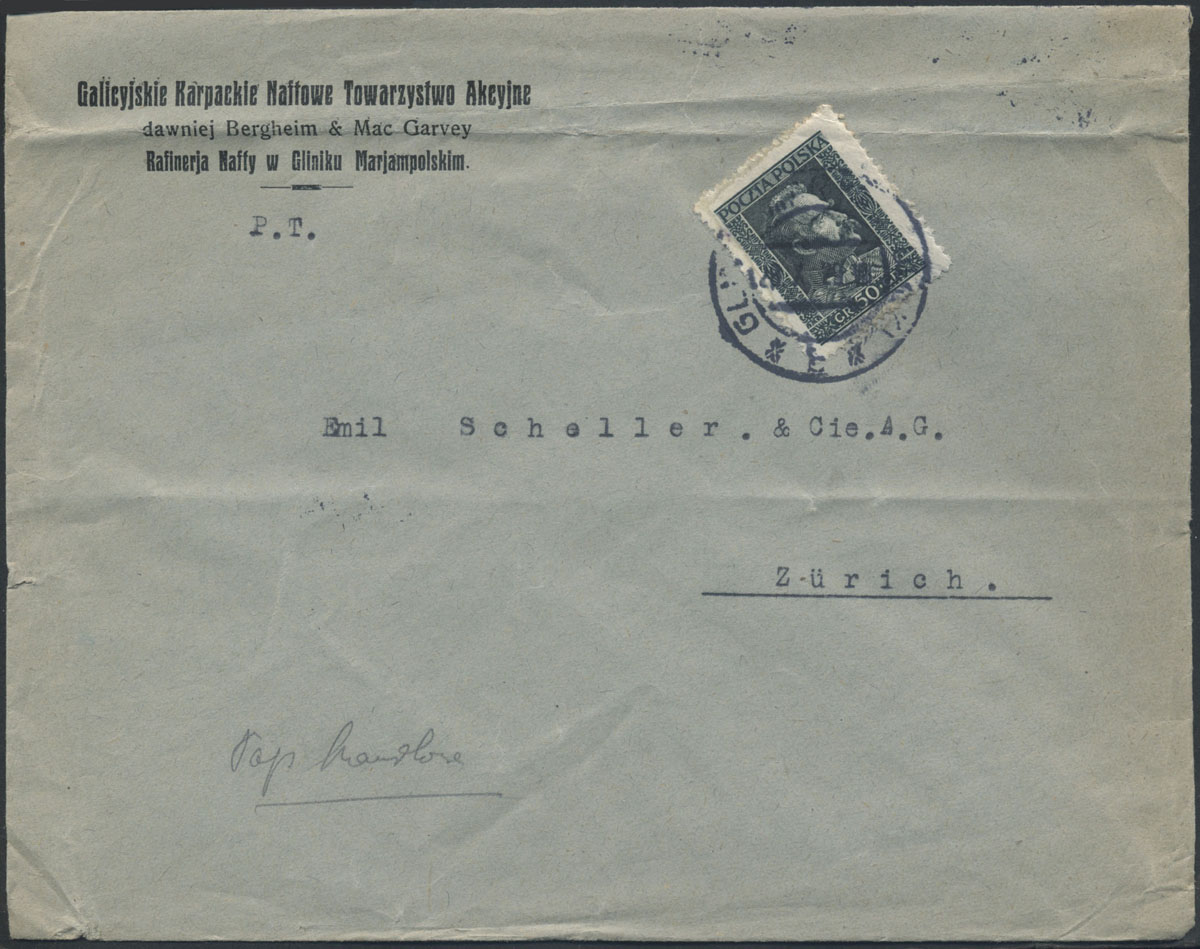 Galicyjskie Karpackie Naftowe Towarzystwo Akcyjne
dawniej Bergheim & Mac Garvey
Rafinerja Nafty w Gliniku Marjampolskim.
P.T.
POCZTA POLSKA
GR. 50
GL
* E *
Emil Scheller. & Cie.A.G.
Zürich.